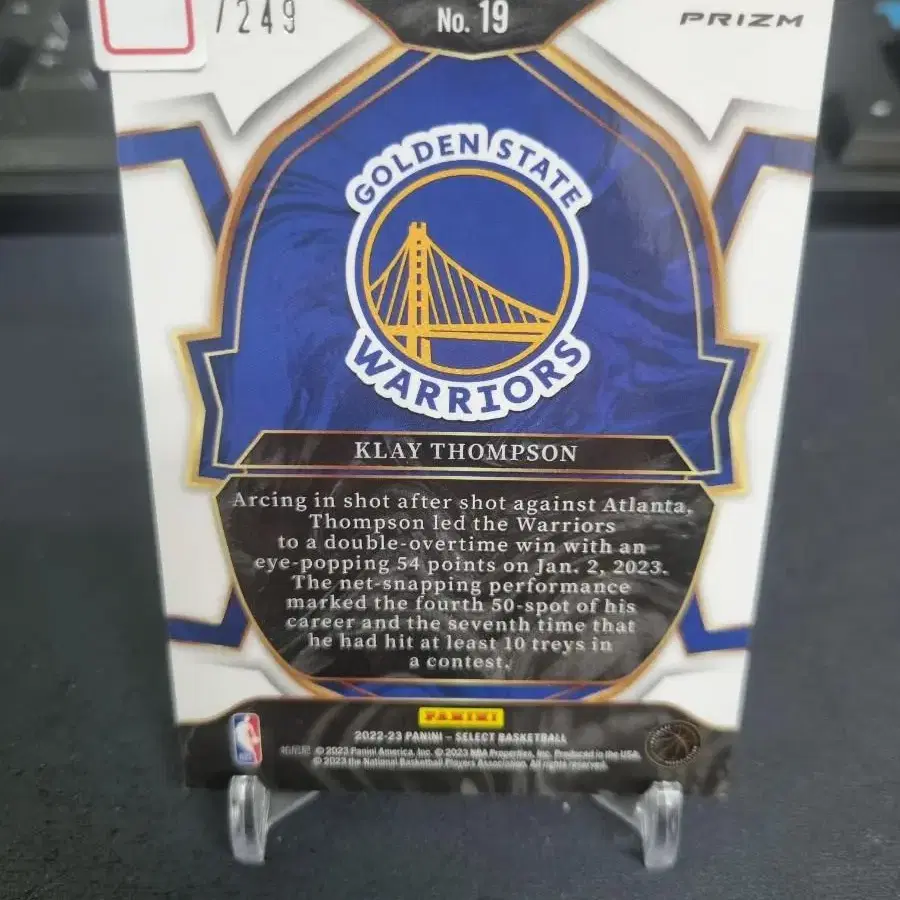 /249
No. 19
PRIZM
GOLDEN STATE
WARRIORS
KLAY THOMPSON
Arcing in shot after shot against Atlanta,
Thompson led the Warriors
to a double-overtime win with an
eye-popping 54 points on Jan. 2, 2023.
The net-snapping performance
marked the fourth 50-spot of his
career and the seventh time that
he had hit at least 10 treys in
a contest.
PANINI
2022-23 PANINI – SELECT BASKETBALL
帕尼尼 © 2023 Panini America, Inc. © 2023 NBA Properties, Inc. Produced in the USA.
© 2023 the National Basketball Players Association. All rights reserved.